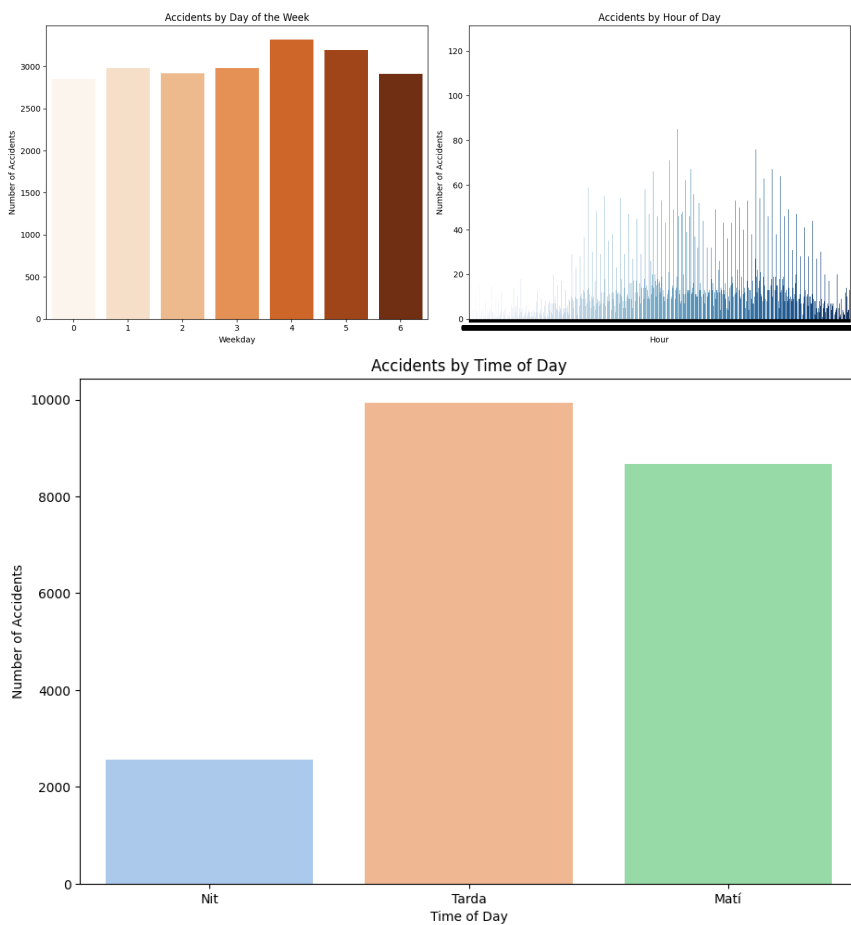 Accidents by Day of the Week
Number of Accidents
3000
2500
2000
1500
1000
500
0
0 1 2 3 4 5 6
Weekday
Accidents by Hour of Day
Number of Accidents
120
100
80
60
40
20
0
Hour
Accidents by Time of Day
Number of Accidents
10000
8000
6000
4000
2000
0
Nit Tarda Matí
Time of Day